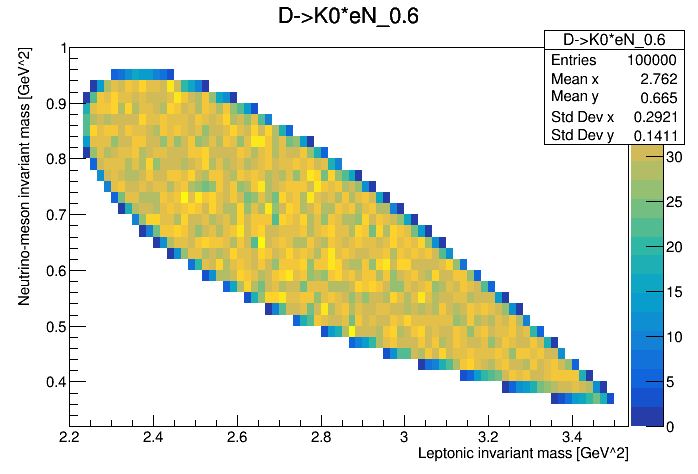 D->K0*eN_0.6
D->K0*eN_0.6
Entries 100000
Mean x 2.762
Mean y 0.665
Std Dev x 0.2921
Std Dev y 0.1411
Neutrino-meson invariant mass [GeV^2]
1
0.9
0.8
0.7
0.6
0.5
0.4
30
25
20
15
10
5
0
2.2 2.4 2.6 2.8 3 3.2 3.4
Leptonic invariant mass [GeV^2]